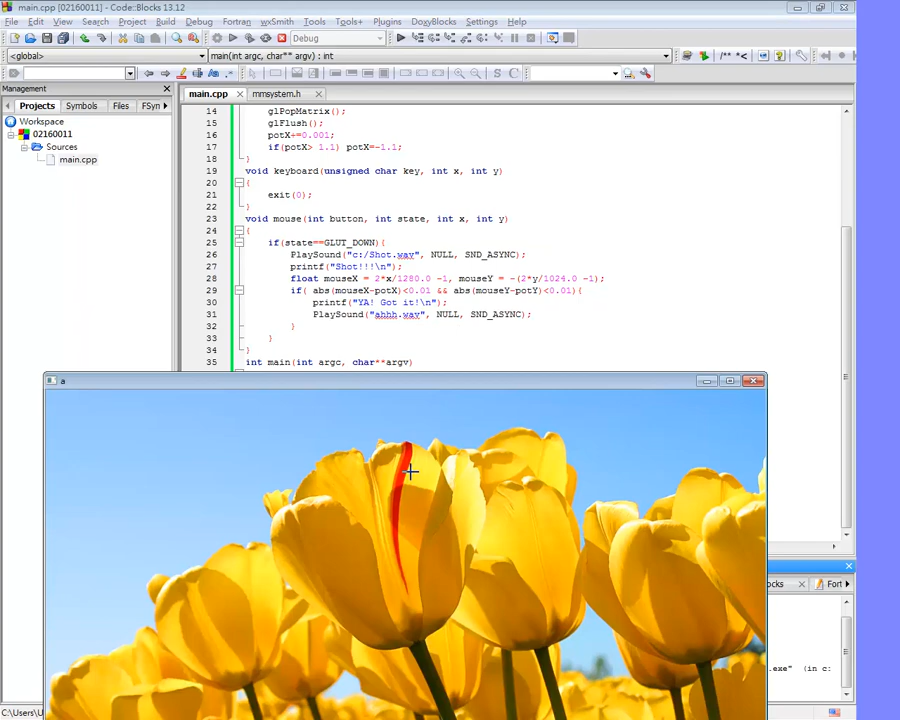 main.cpp [02160011] - Code::Blocks 13.12
File Edit View Search Project Build Debug Fortran wxSmith Tools Tools+ Plugins DoxyBlocks Settings Help
Debug
<global> main(int argc, char** argv) : int
/** *<
Management
main.cpp mmsystem.h
Projects Symbols Files FSyn
Workspace
02160011
Sources
main.cpp
14 glPopMatrix();
15 glFlush();
16 potX+=0.001;
17 if(potX> 1.1) potX=-1.1;
18 }
19 void keyboard(unsigned char key, int x, int y)
20 {
21 exit(0);
22 }
23 void mouse(int button, int state, int x, int y)
24 {
25 if(state==GLUT_DOWN){
26 PlaySound("c:/Shot.wav", NULL, SND_ASYNC);
27 printf("Shot!!!\n");
28 float mouseX = 2*x/1280.0 -1, mouseY = -(2*y/1024.0 -1);
29 if( abs(mouseX-potX)<0.01 && abs(mouseY-potY)<0.01){
30 printf("YA! Got it!\n");
31 PlaySound("ahhh.wav", NULL, SND_ASYNC);
32 }
33 }
34 }
35 int main(int argc, char**argv)
a
ocks Fort
.exe" (in c:
C:\Users\U